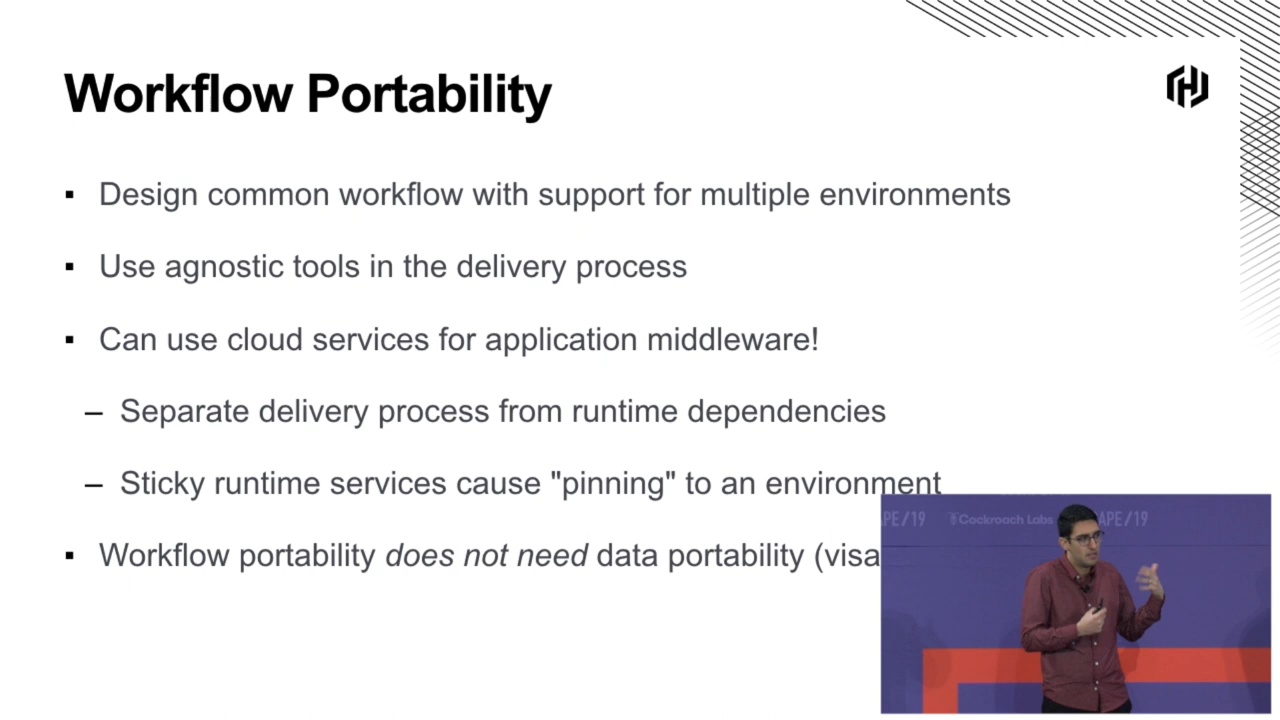 Workflow Portability
▪ Design common workflow with support for multiple environments
▪ Use agnostic tools in the delivery process
▪ Can use cloud services for application middleware!
– Separate delivery process from runtime dependencies
– Sticky runtime services cause "pinning" to an environment
▪ Workflow portability does not need data portability (visa
APE/19 Cockroach Labs APE/19